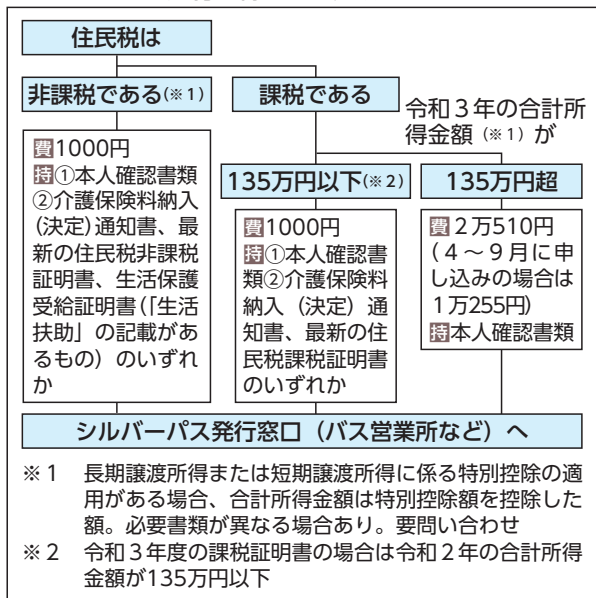 住民税は
非課税である(※1)
課税である
令和3年の合計所
得金額(※1)が
費1000円
持①本人確認書類
②介護保険料納入
(決定)通知書、最
新の住民税非課税
証明書、生活保護
受給証明書(「生活
扶助」の記載があ
るもの)のいずれ
か
135万円以下(※2)
費1000円
持①本人確認書
類②介護保険料
納入(決定)通
知書、最新の住
民税課税証明書
のいずれか
135万円超
費2万510円
(4～9月に申
し込みの場合は
1万255円)
持本人確認書類
シルバーパス発行窓口(バス営業所など)へ
※1 長期譲渡所得または短期譲渡所得に係る特別控除の適
用がある場合、合計所得金額は特別控除額を控除した
額。必要書類が異なる場合あり。要問い合わせ
※2 令和3年度の課税証明書の場合は令和2年の合計所得
金額が135万円以下